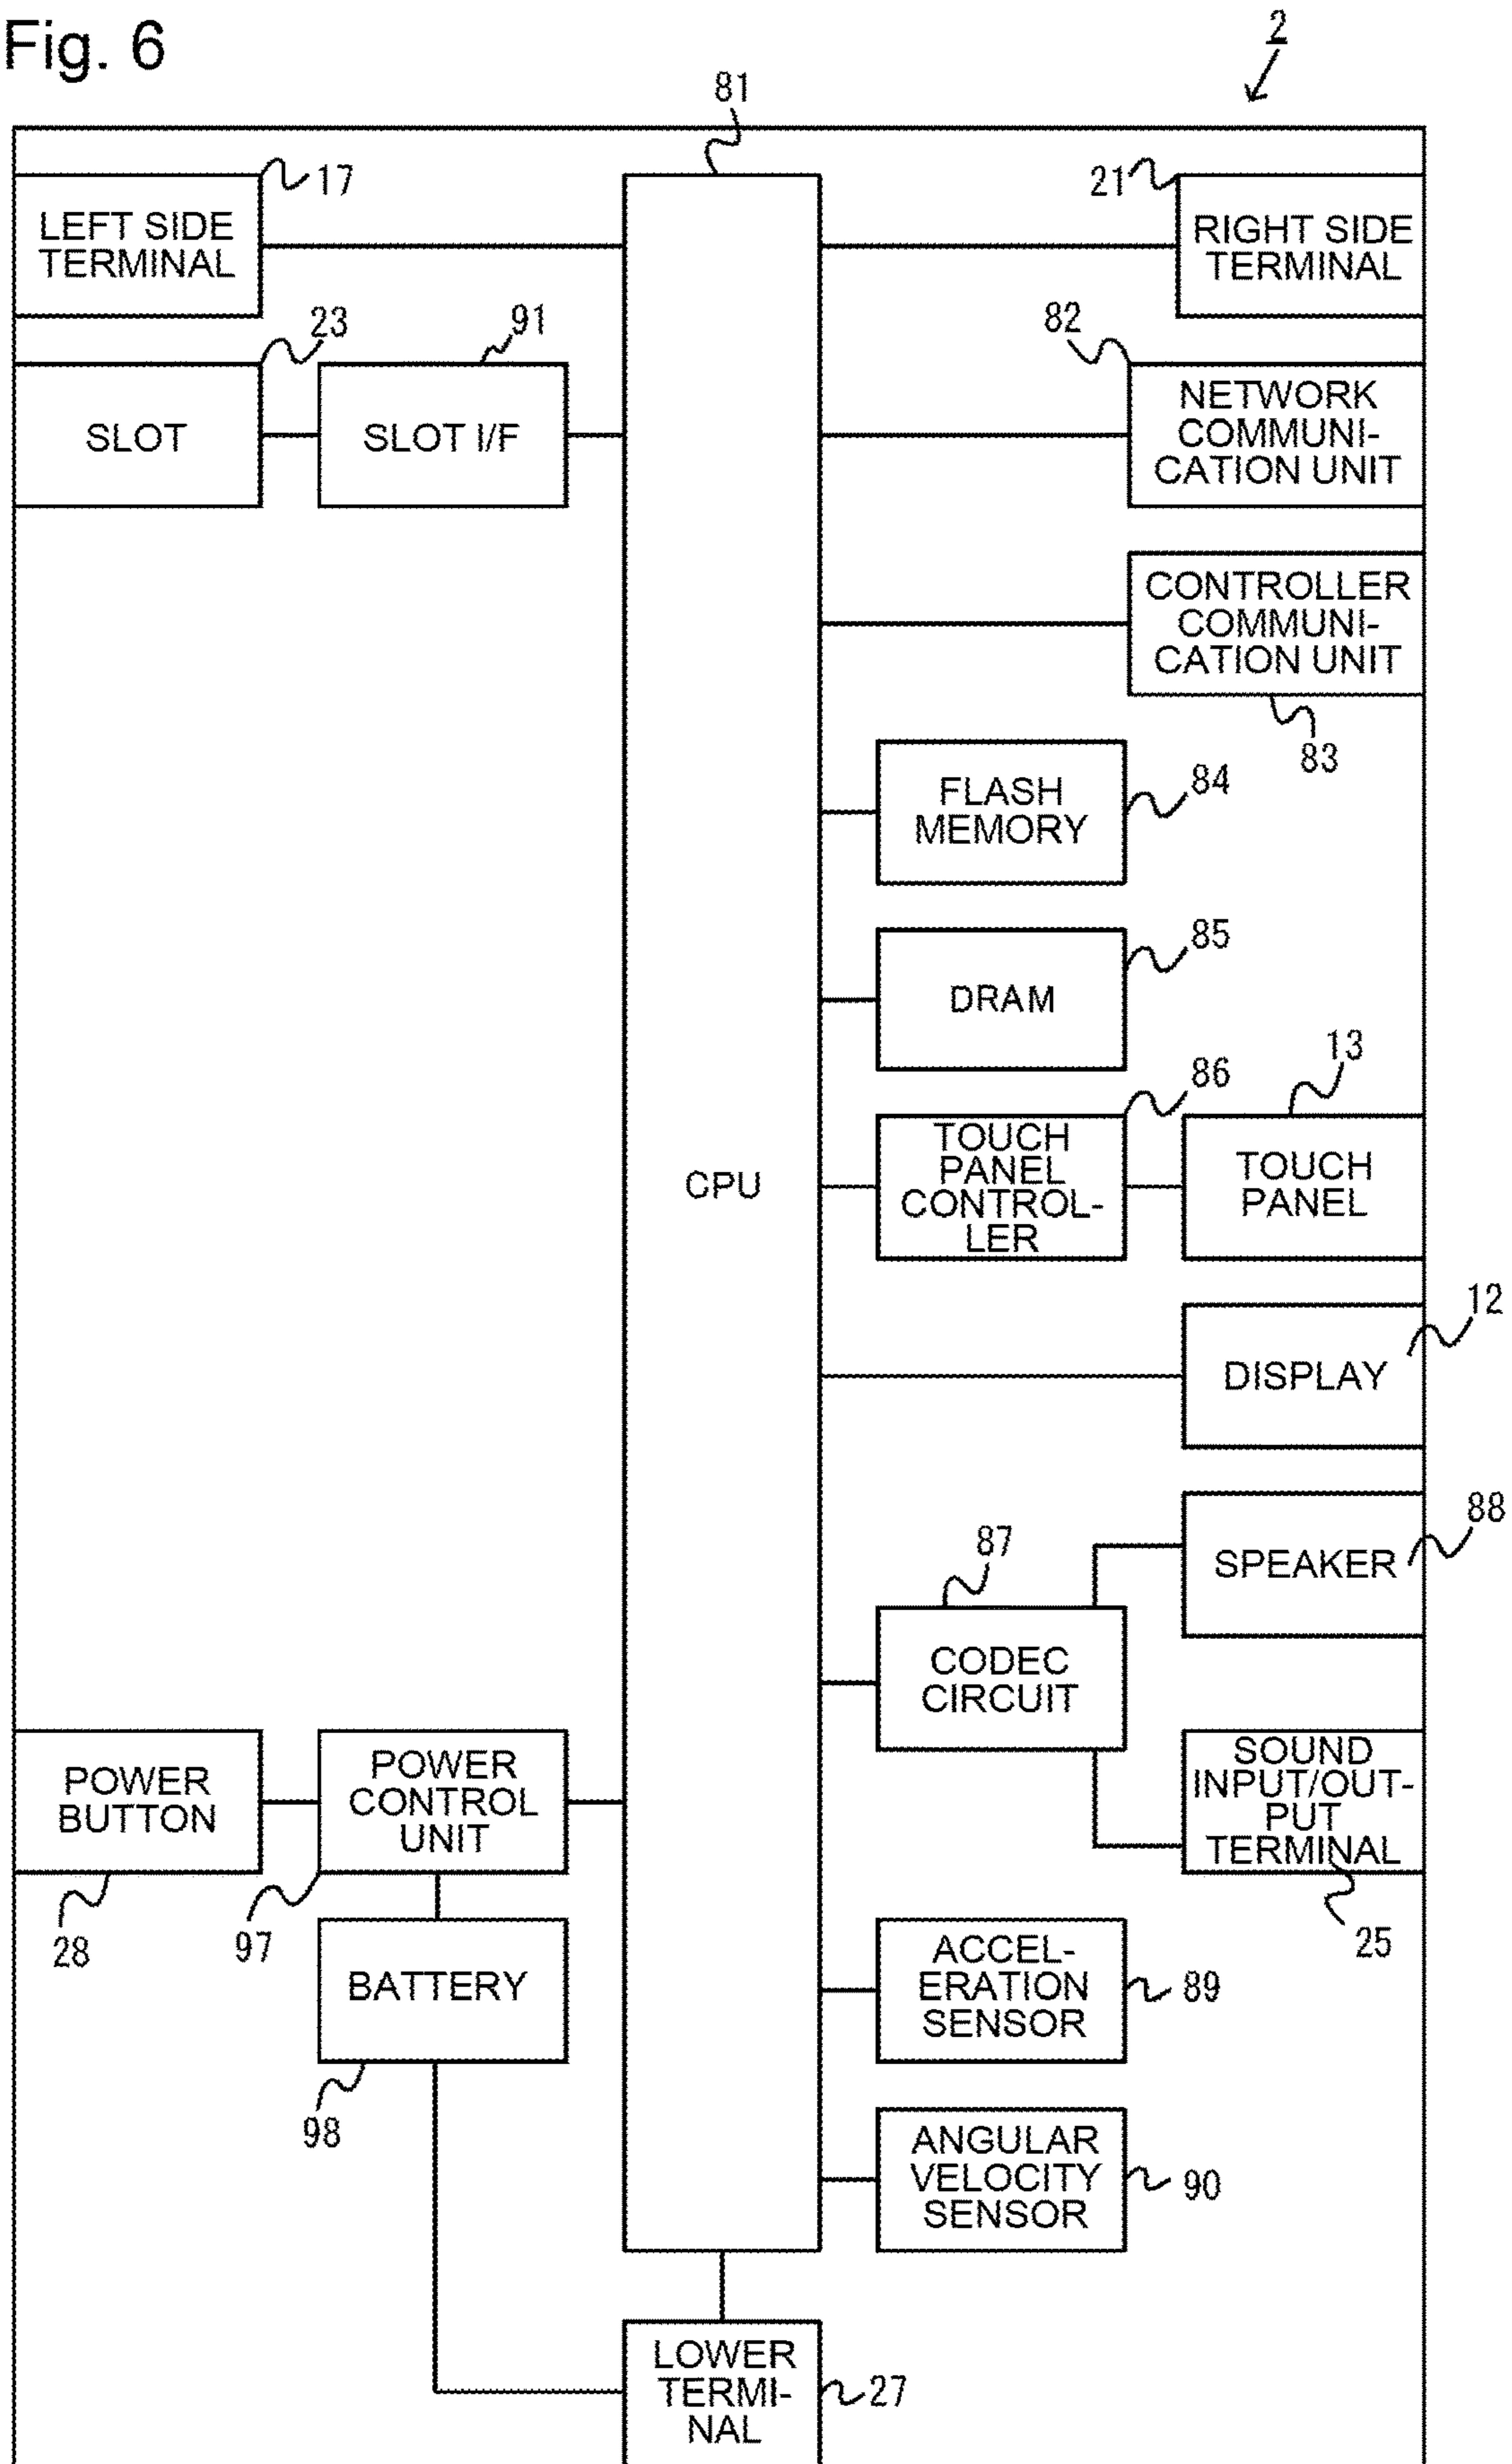 Fig. 6
2
81
17
LEFT SIDE
TERMINAL
21
RIGHT SIDE
TERMINAL
23
SLOT
91
SLOT I/F
82
NETWORK
COMMUNI-
CATION UNIT
CONTROLLER
COMMUNI-
CATION UNIT
83
FLASH
MEMORY
84
DRAM
85
CPU
86
TOUCH
PANEL
CONTROL-
LER
13
TOUCH
PANEL
12
DISPLAY
88
SPEAKER
87
CODEC
CIRCUIT
SOUND
INPUT/OUT-
PUT
TERMINAL
25
POWER
BUTTON
28
POWER
CONTROL
UNIT
97
BATTERY
98
ACCEL-
ERATION
SENSOR
89
ANGULAR
VELOCITY
SENSOR
90
LOWER
TERMI-
NAL
27